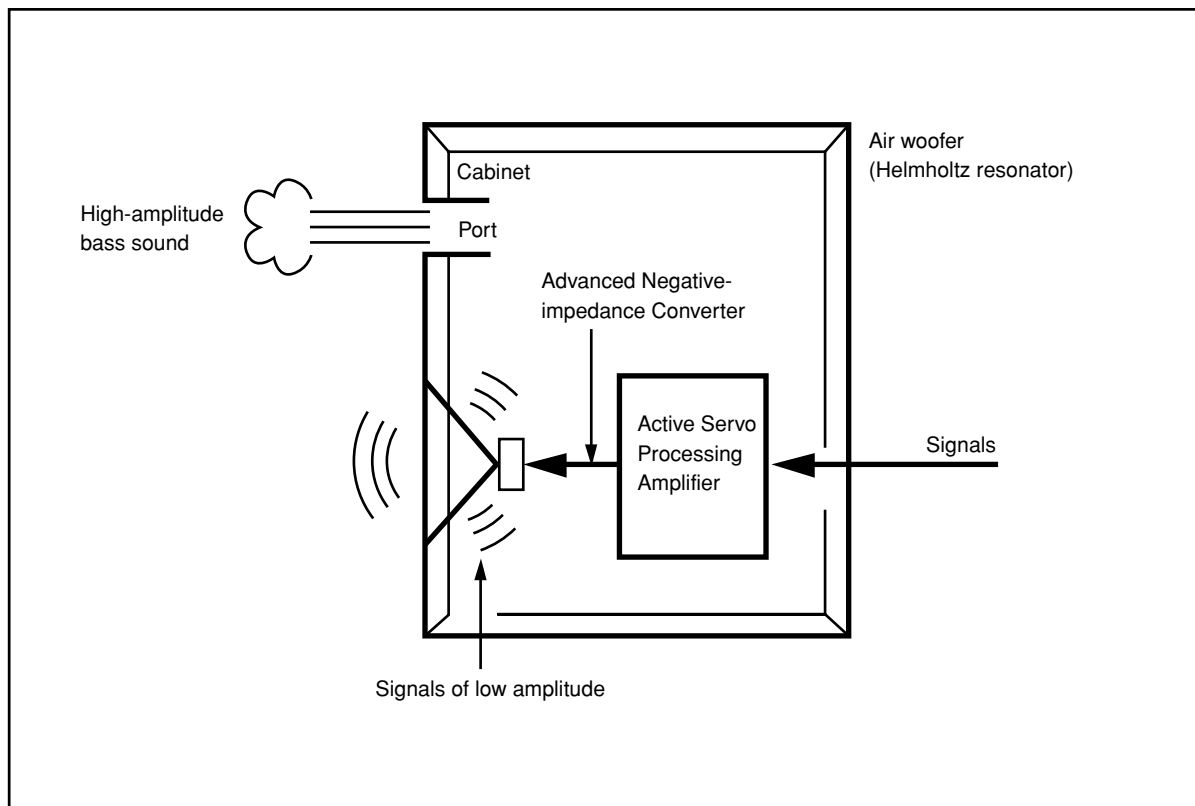 Air woofer
(Helmholtz resonator)
Cabinet
High-amplitude
bass sound
Port
Advanced Negative-
impedance Converter
Active Servo
Processing
Amplifier
Signals
Signals of low amplitude